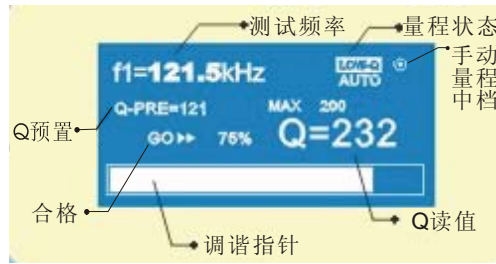 测试频率
量程状态
手动
量程
中档
f1=121.5kHz
LOW-Q
AUTO
Q-PRE=121
MAX 200
Q预置
GO▶▶ 75%
Q=232
合格
Q读值
调谐指针